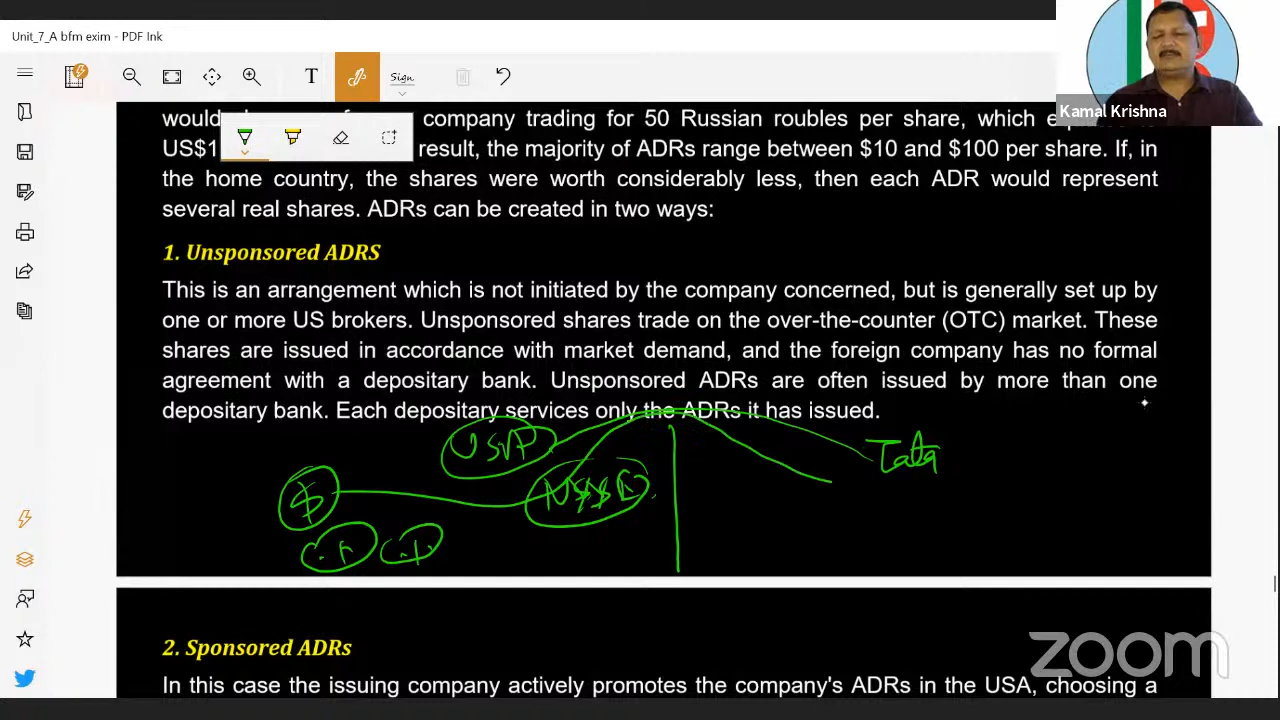 Unit_7_A bfm exim - PDF Ink
T
Sign
Kamal Krishna
would company trading for 50 Russian roubles per share, which
US$1 result, the majority of ADRs range between $10 and $100 per share. If, in
the home country, the shares were worth considerably less, then each ADR would represent
several real shares. ADRs can be created in two ways:
1. Unsponsored ADRS
This is an arrangement which is not initiated by the company concerned, but is generally set up by
one or more US brokers. Unsponsored shares trade on the over-the-counter (OTC) market. These
shares are issued in accordance with market demand, and the foreign company has no formal
agreement with a depositary bank. Unsponsored ADRs are often issued by more than one
depositary bank. Each depositary services only the ADRs it has issued.
Tata
$
2. Sponsored ADRs
In this case the issuing company actively promotes the company's ADRs in the USA, choosing a
zoom